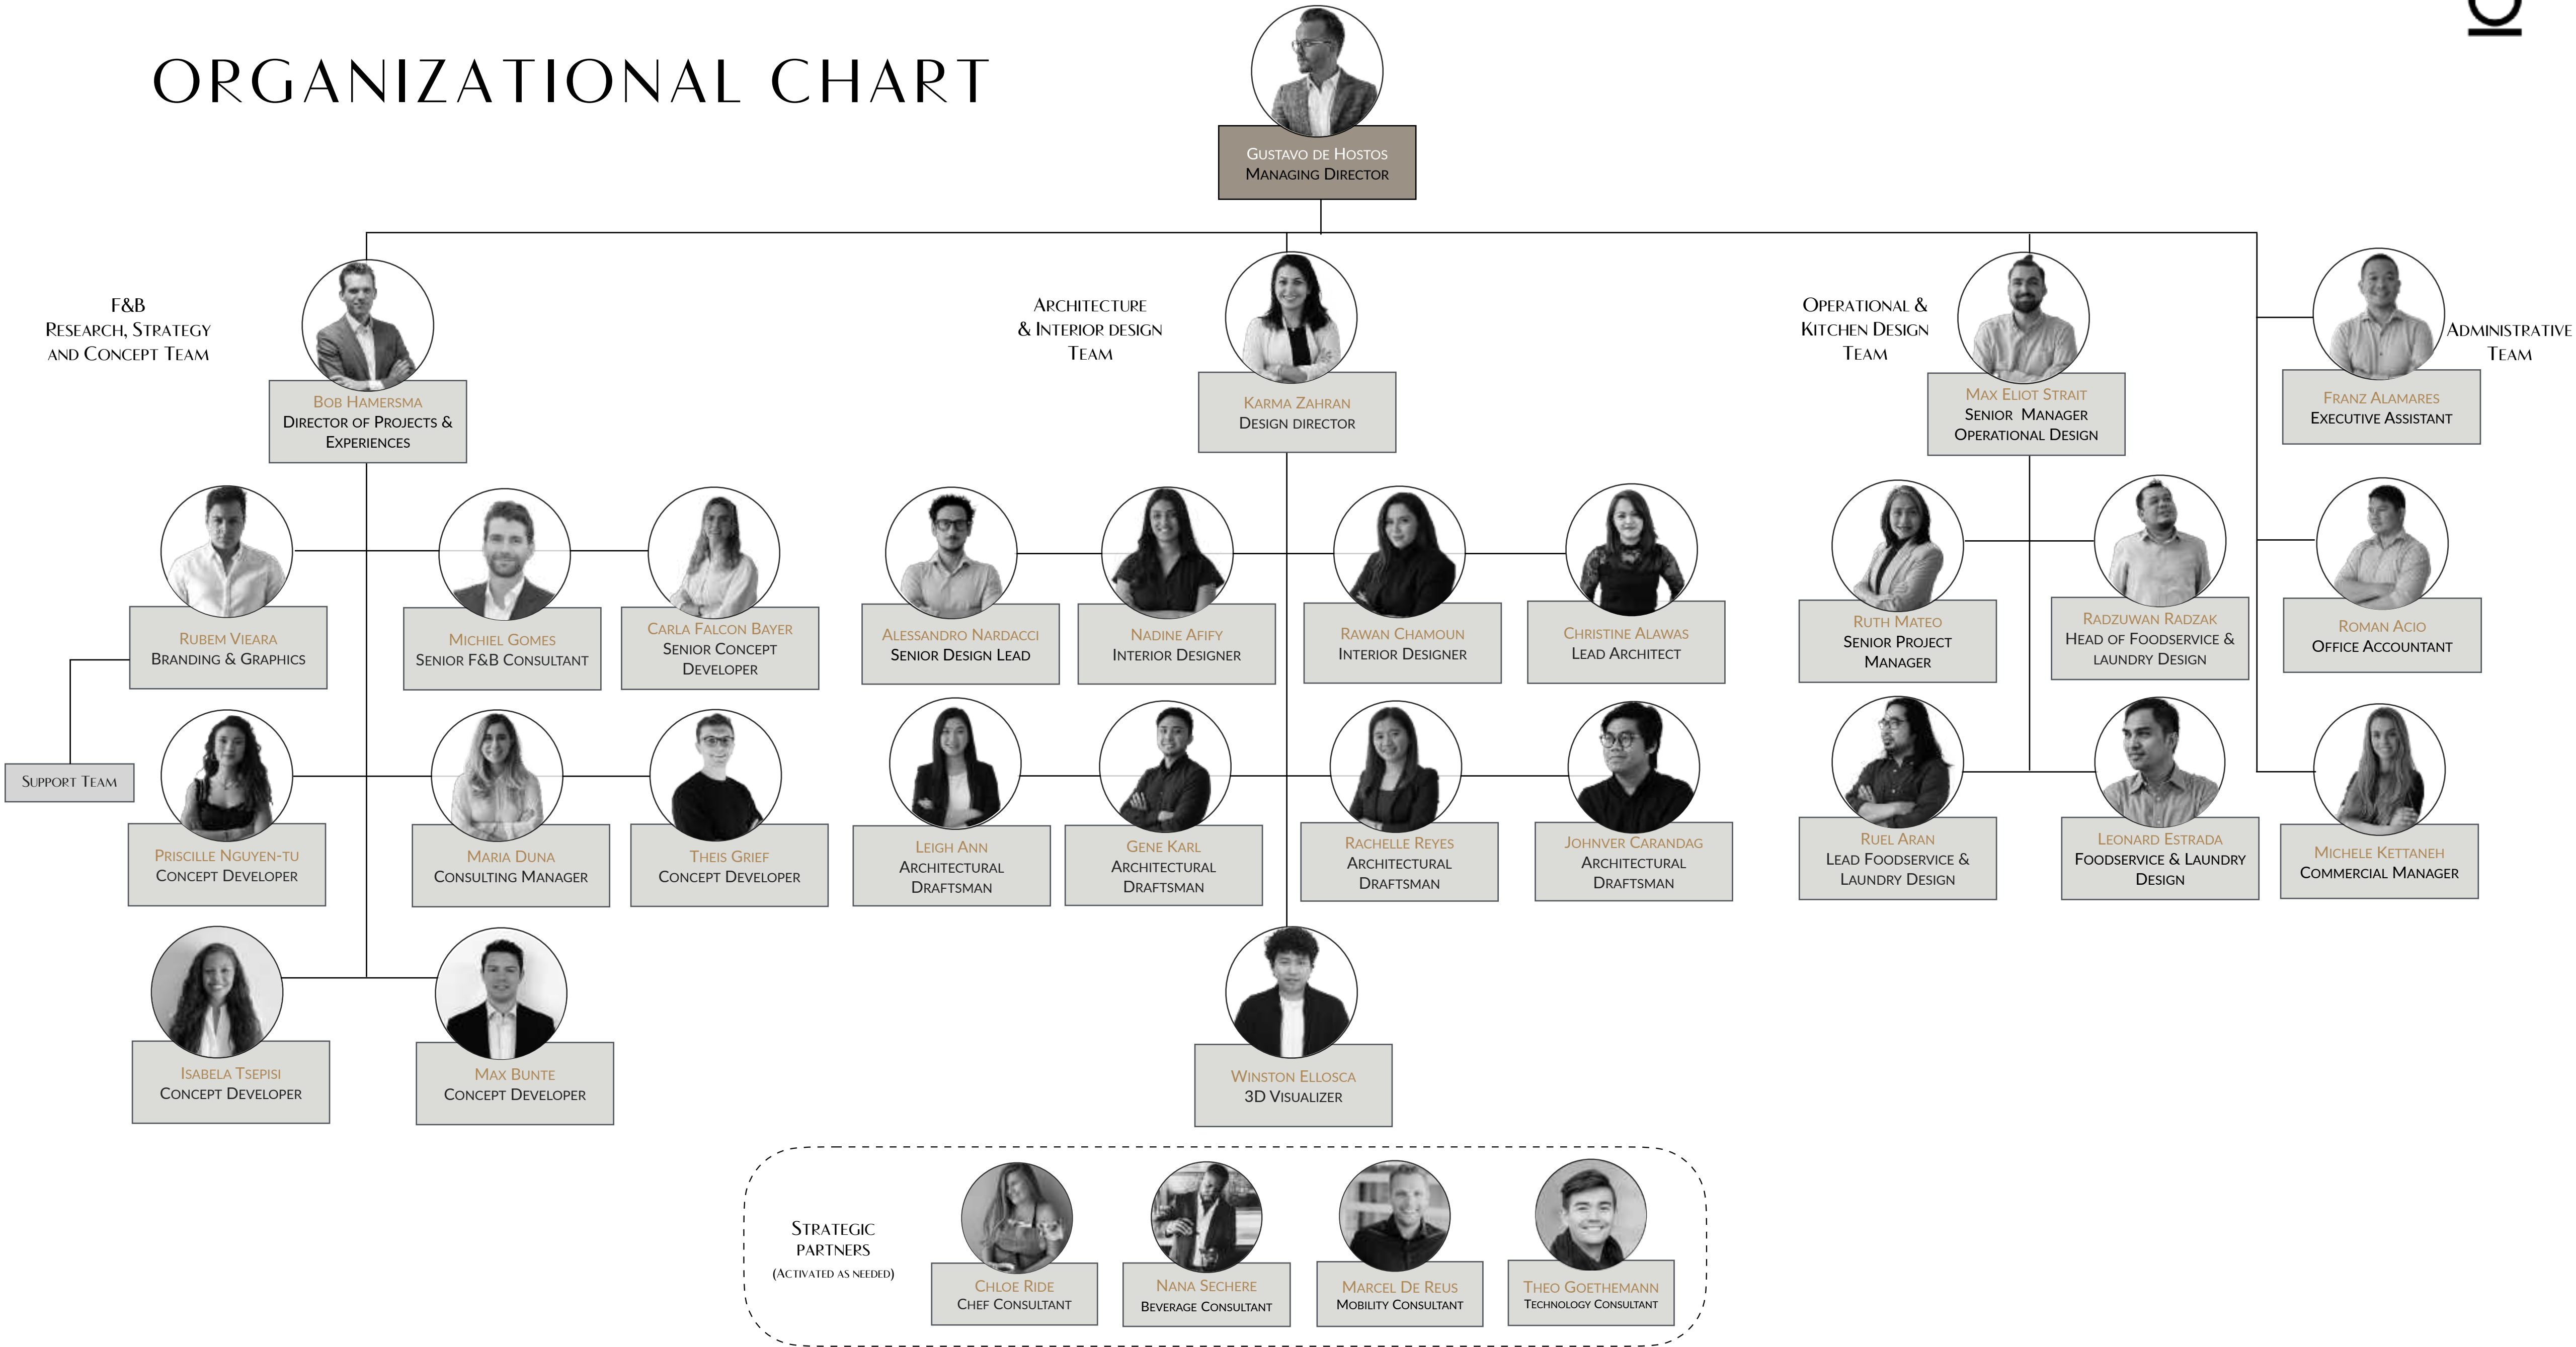 ORGANIZATIONAL CHART
Gustavo de Hostos
Managing Director
F&B
Research, Strategy
and Concept Team
Bob Hamersma
Director of Projects &
Experiences
Architecture
& Interior design
Team
Karma Zahran
Design director
Operational &
Kitchen Design
Team
Max Eliot Strait
Senior Manager
Operational Design
Franz Alamares
Executive Assistant
Administrative
Team
Rubem Vieara
Branding & Graphics
Michiel Gomes
Senior F&B Consultant
Carla Falcon Bayer
Senior Concept
Developer
Alessandro Nardacci
Senior Design Lead
Nadine Afify
Interior Designer
Rawan Chamoun
Interior Designer
Christine Alawas
Lead Architect
Ruth Mateo
Senior Project
Manager
Radzuwan Radzak
Head of Foodservice &
laundry Design
Roman Acio
Office Accountant
Support Team
Priscille Nguyen-tu
Concept Developer
Maria Duna
Consulting Manager
Theis Grief
Concept Developer
Leigh Ann
Architectural
Draftsman
Gene Karl
Architectural
Draftsman
Rachelle Reyes
Architectural
Draftsman
Johnver Carandag
Architectural
Draftsman
Ruel Aran
Lead Foodservice &
Laundry Design
Leonard Estrada
Foodservice & Laundry
Design
Michele Kettaneh
Commercial Manager
Isabela Tsepisi
Concept Developer
Max Bunte
Concept Developer
Winston Ellosca
3D Visualizer
Strategic
partners
(Activated as needed)
Chloe Ride
Chef Consultant
Nana Sechere
Beverage Consultant
Marcel De Reus
Mobility Consultant
Theo Goethemann
Technology Consultant